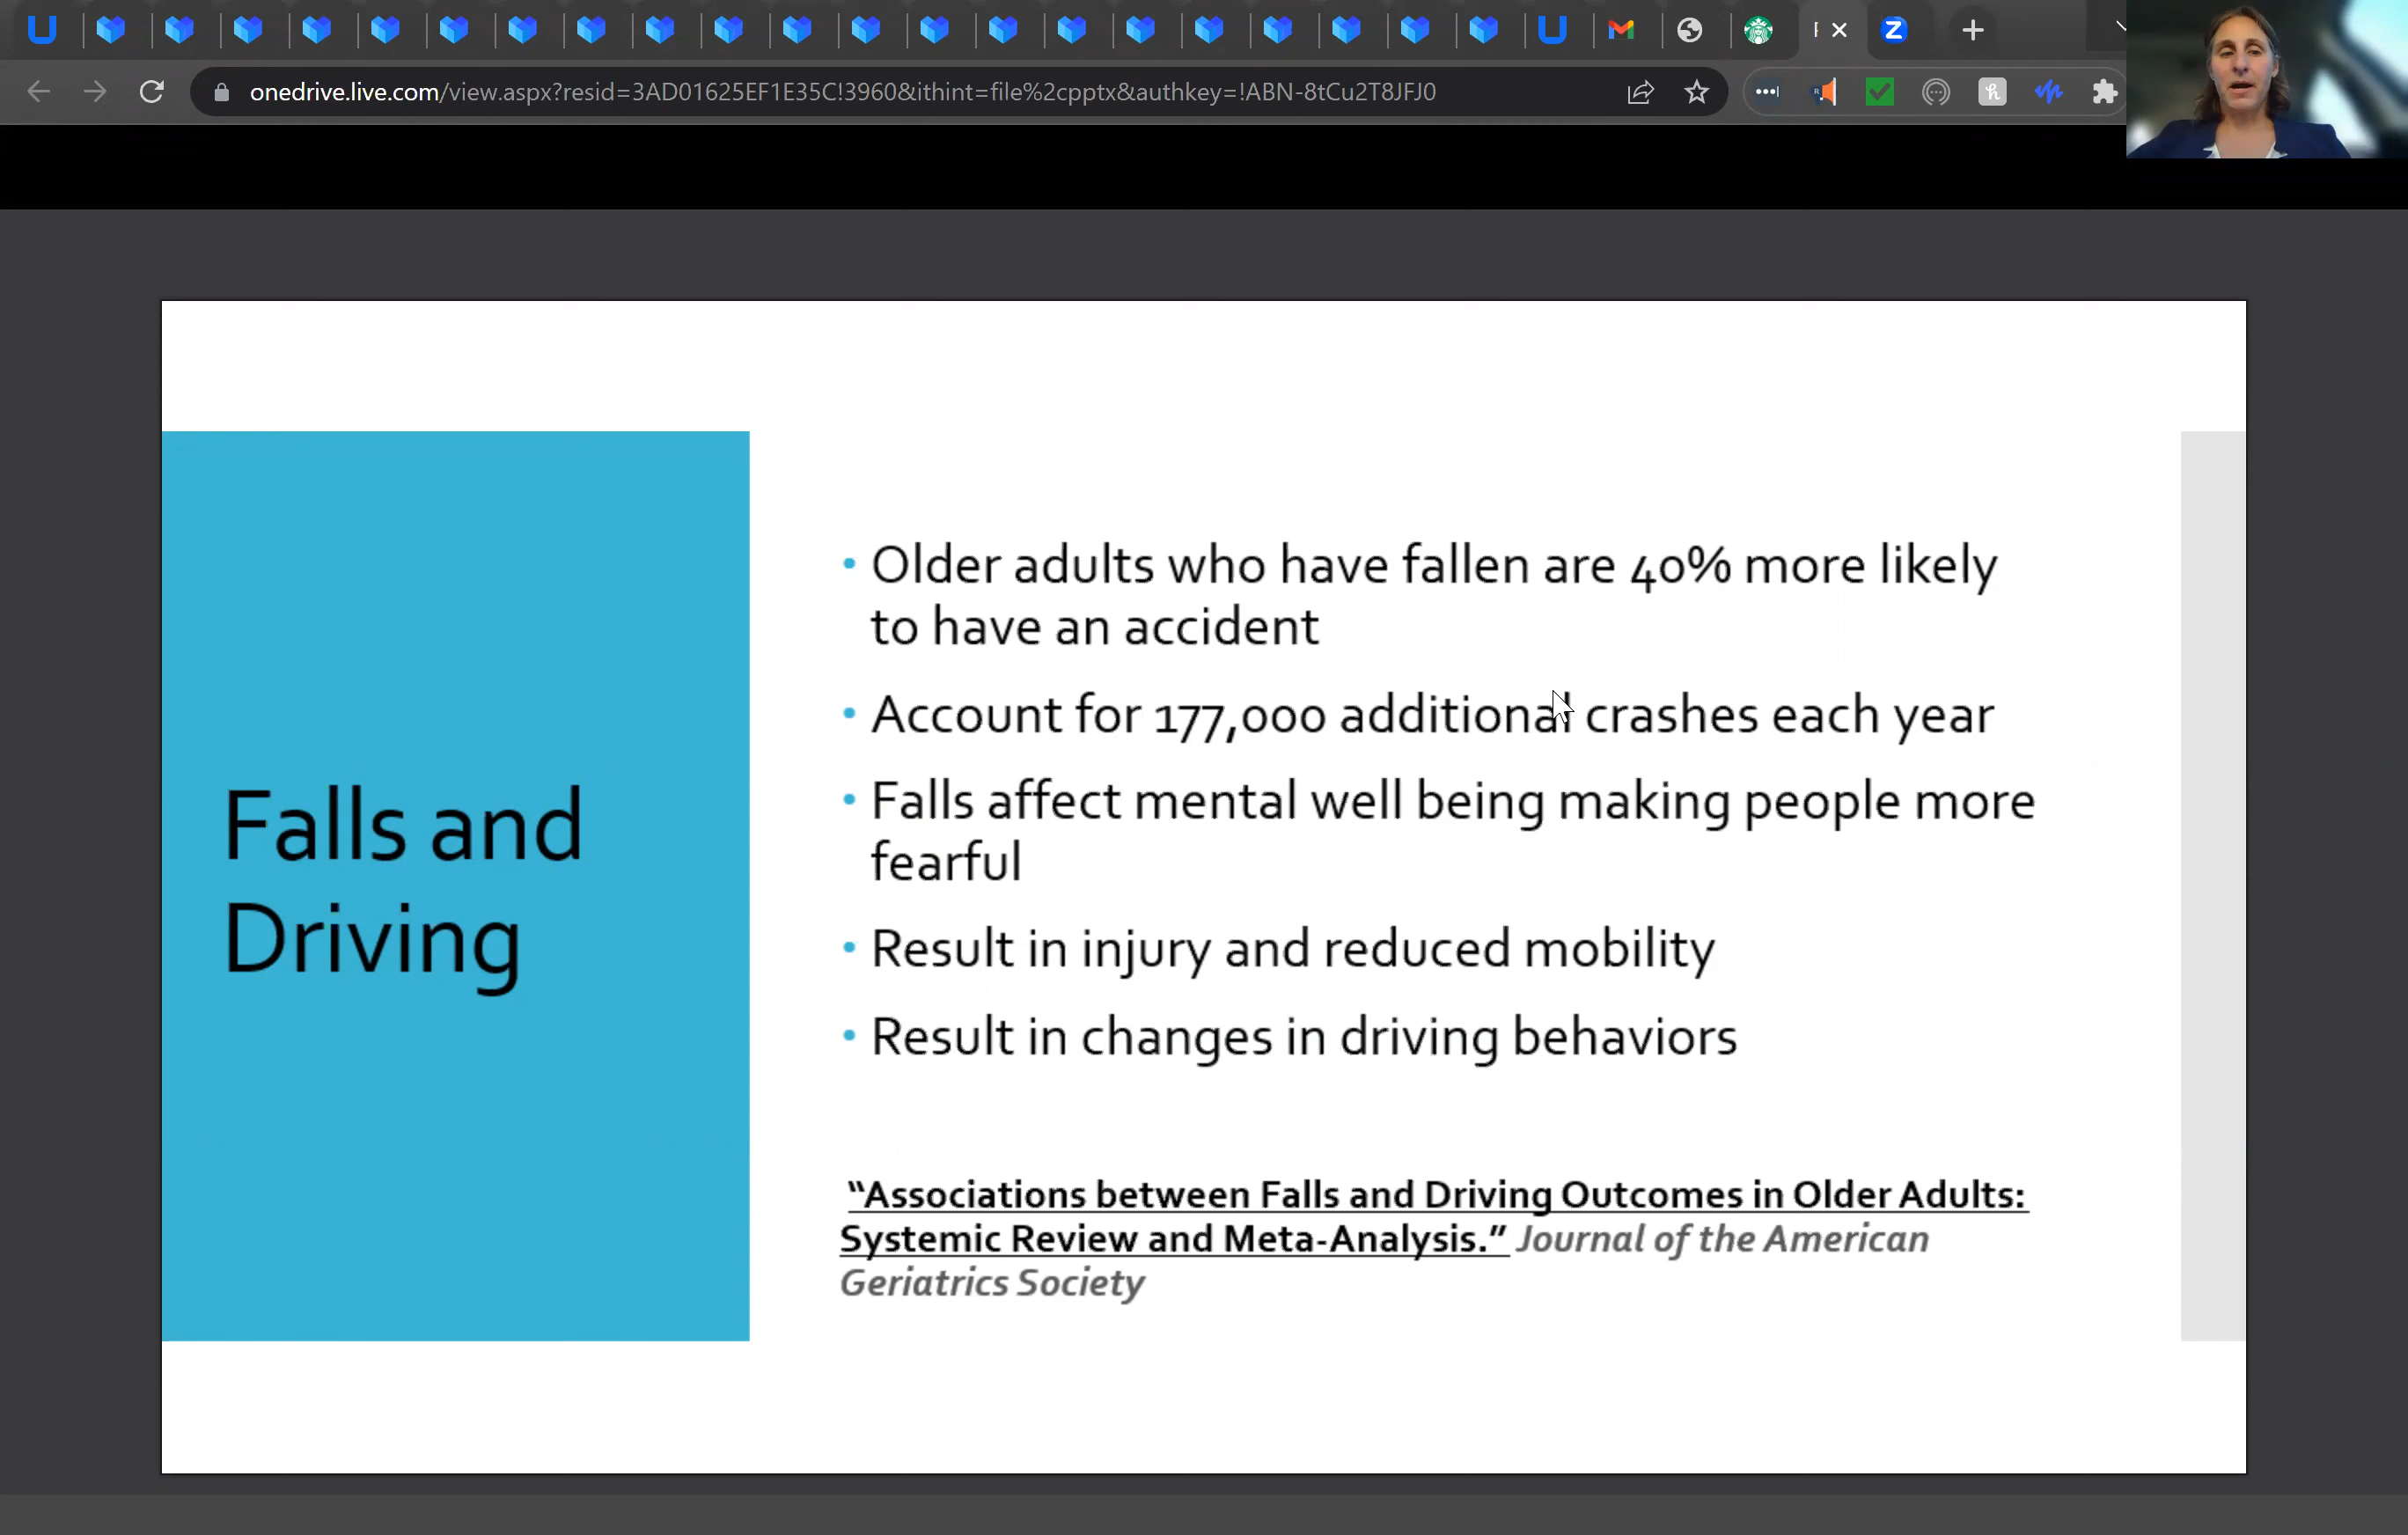 onedrive.live.com/view.aspx?resid=3AD01625EF1E35C!3960&ithint=file%2cpptx&authkey=!ABN-8tCu2T8JFJ0
Falls and
Driving
• Older adults who have fallen are 40% more likely
to have an accident
• Account for 177,000 additional crashes each year
• Falls affect mental well being making people more
fearful
• Result in injury and reduced mobility
• Result in changes in driving behaviors
“Associations between Falls and Driving Outcomes in Older Adults:
Systemic Review and Meta-Analysis.” Journal of the American
Geriatrics Society